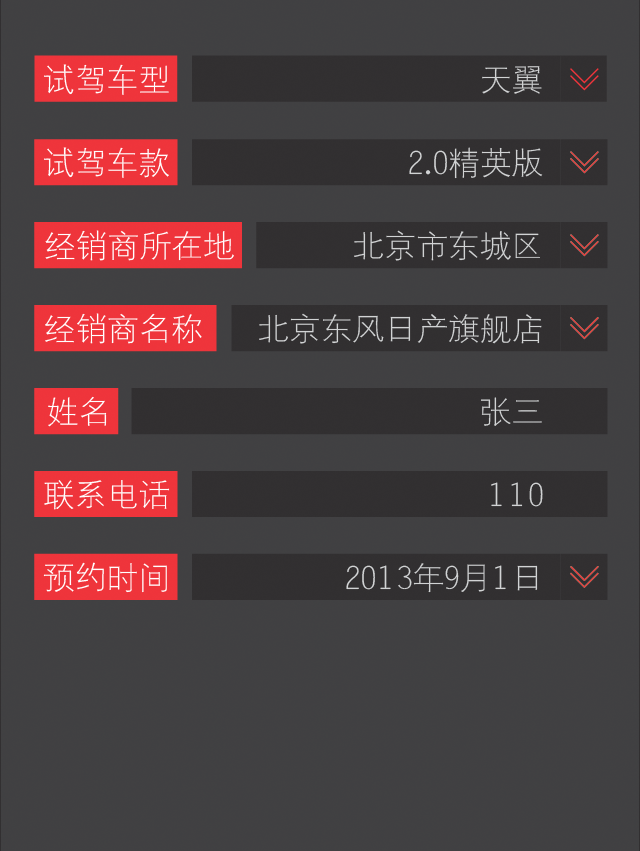 试驾车型 天翼
试驾车款 2.0精英版
经销商所在地 北京市东城区
经销商名称 北京东风日产旗舰店
姓名 张三
联系电话 110
预约时间 2013年9月1日